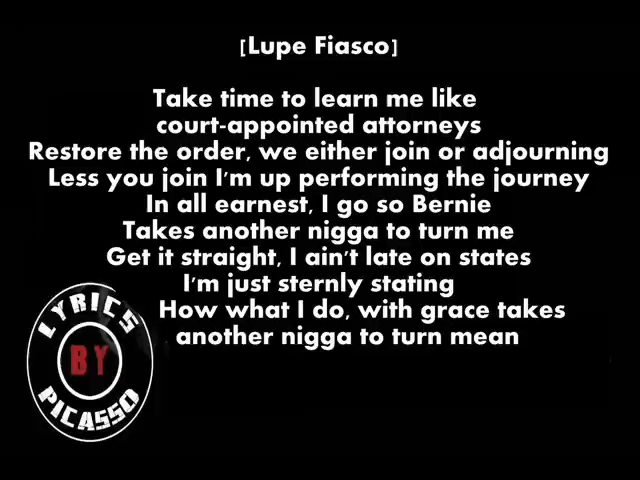 [Lupe Fiasco]
Take time to learn me like
court-appointed attorneys
Restore the order, we either join or adjourning
Less you join I'm up performing the journey
In all earnest, I go so Bernie
Takes another nigga to turn me
Get it straight, I ain't late on states
I'm just sternly stating
How what I do, with grace takes
another nigga to turn mean
LYRICS
BY
PICASSO